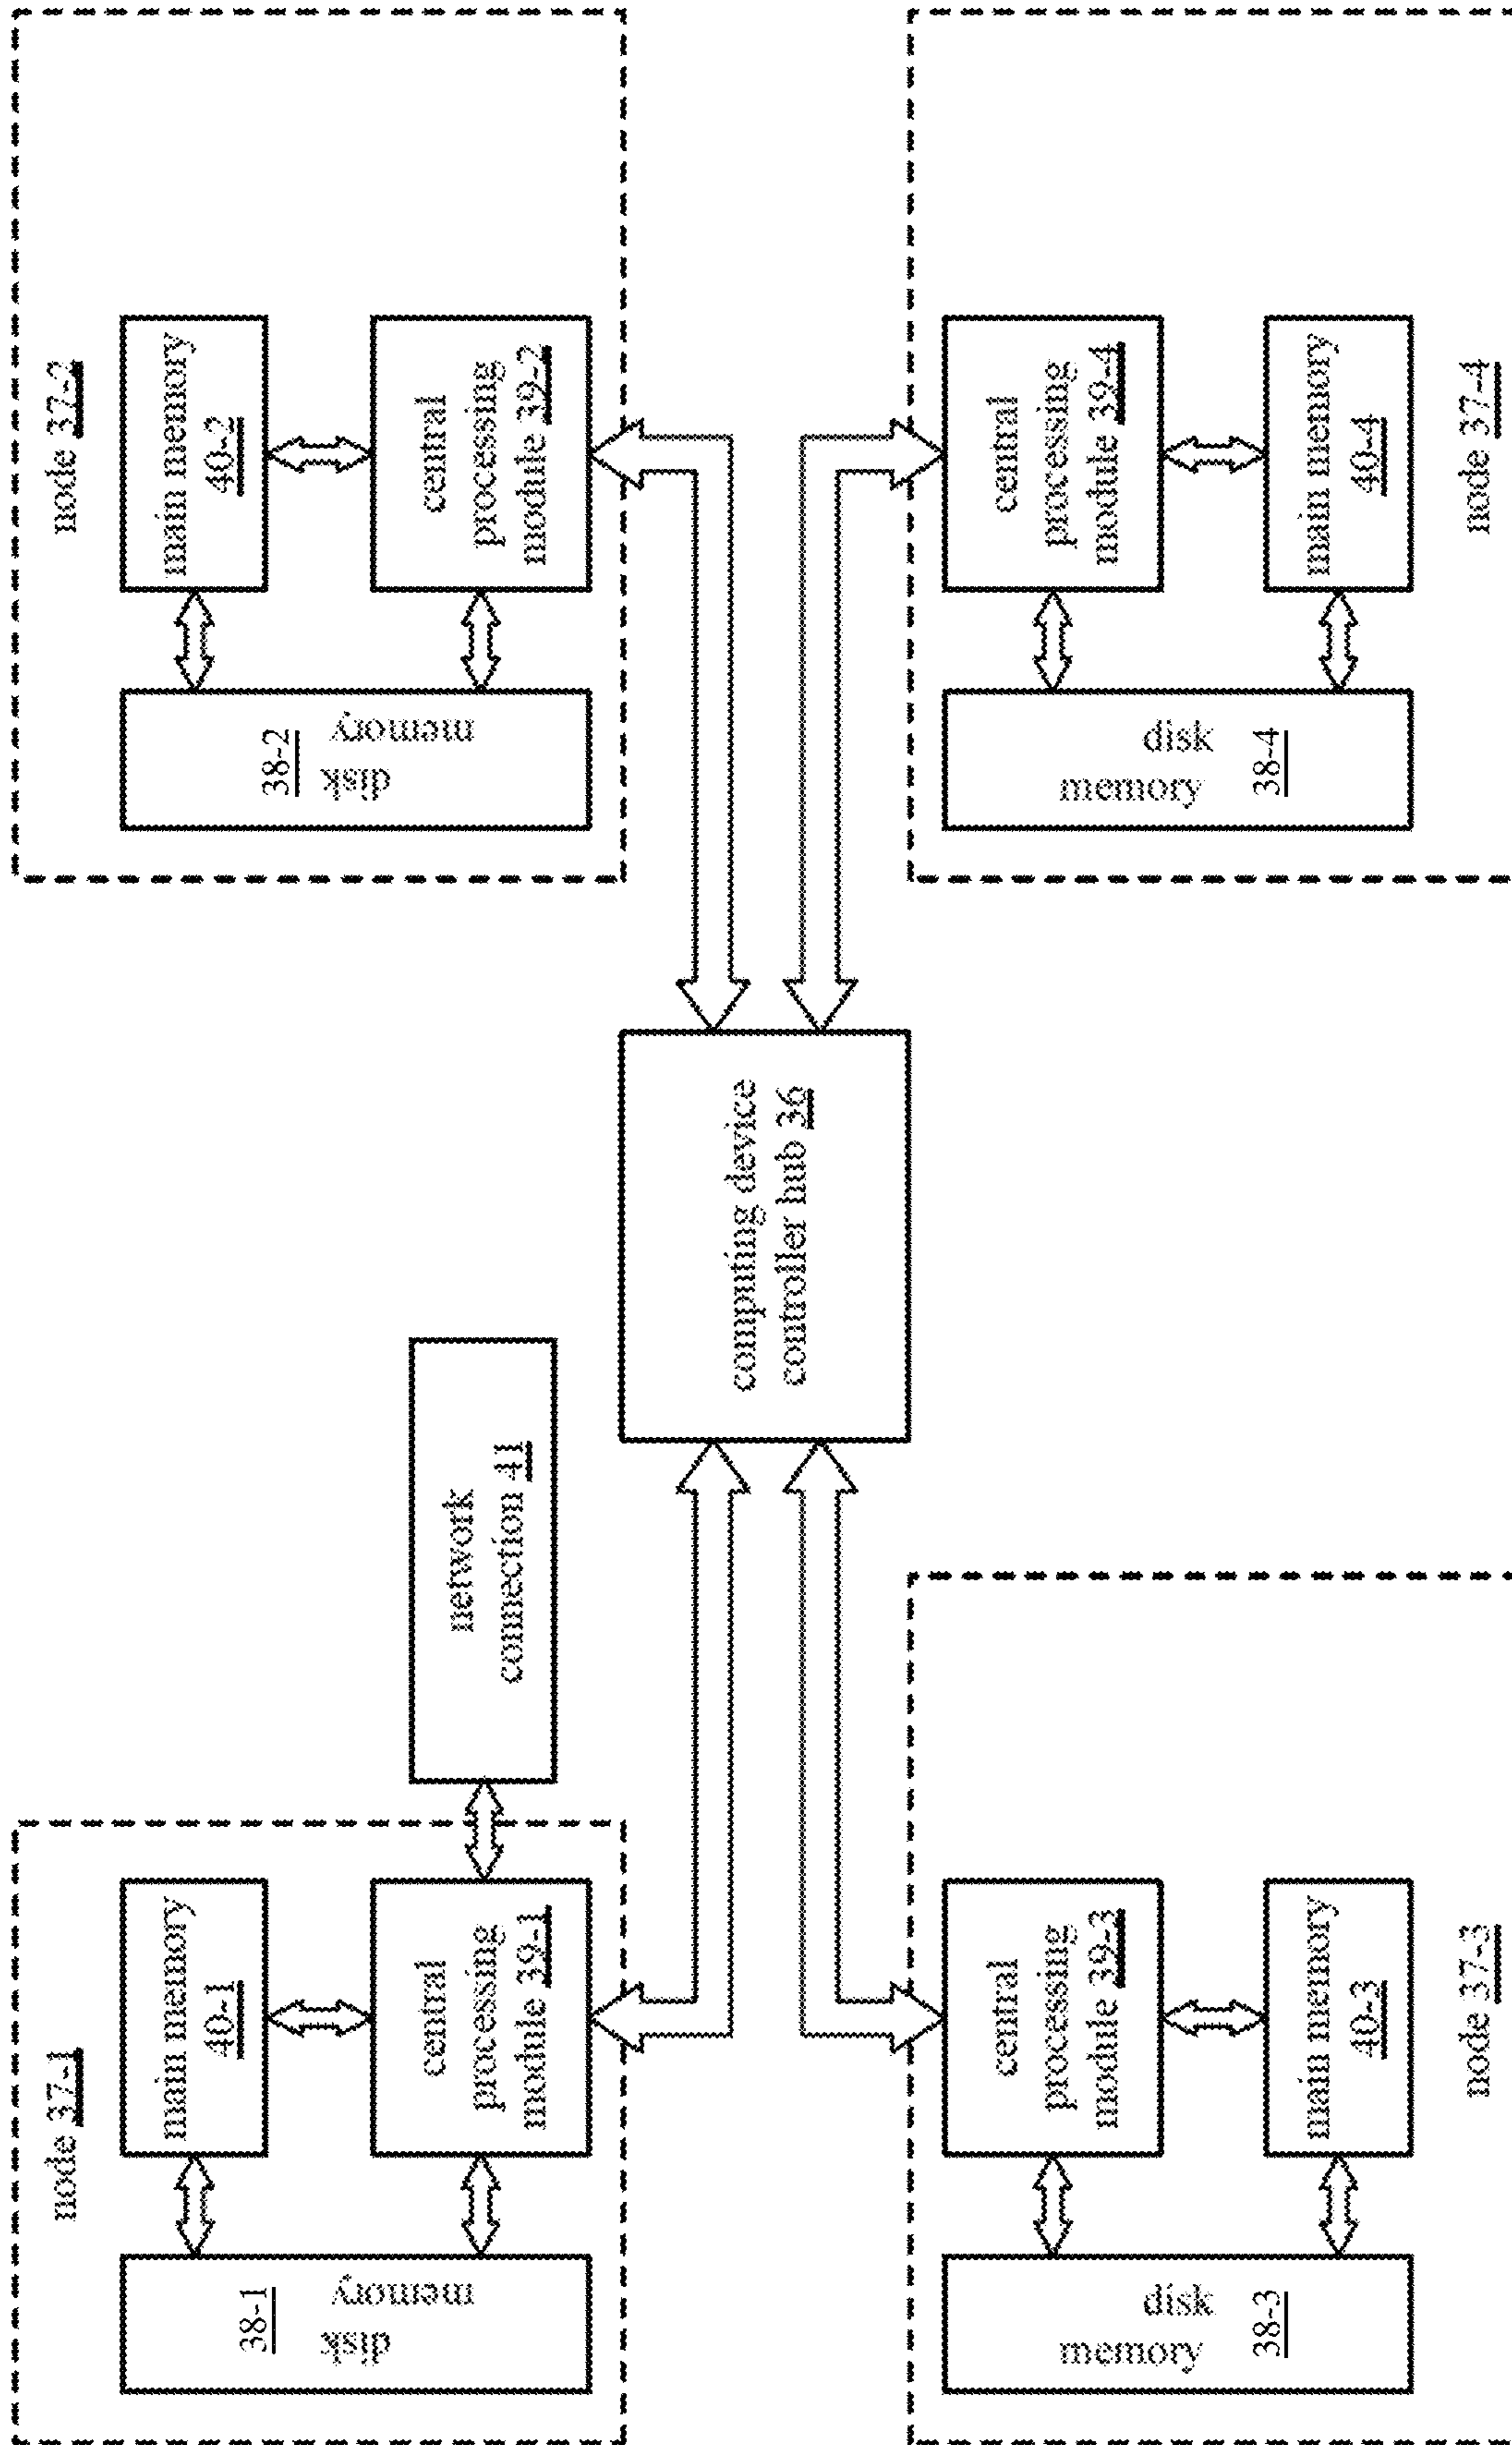 node 37-1
main memory
40-1
disk
memory
38-1
central
processing
module 39-1
network
connection 41
node 37-2
main memory
40-2
disk
memory
38-2
central
processing
module 39-2
computing device
controller hub 36
central
processing
module 39-3
disk
memory
38-3
main memory
40-3
node 37-3
central
processing
module 39-4
disk
memory
38-4
main memory
40-4
node 37-4